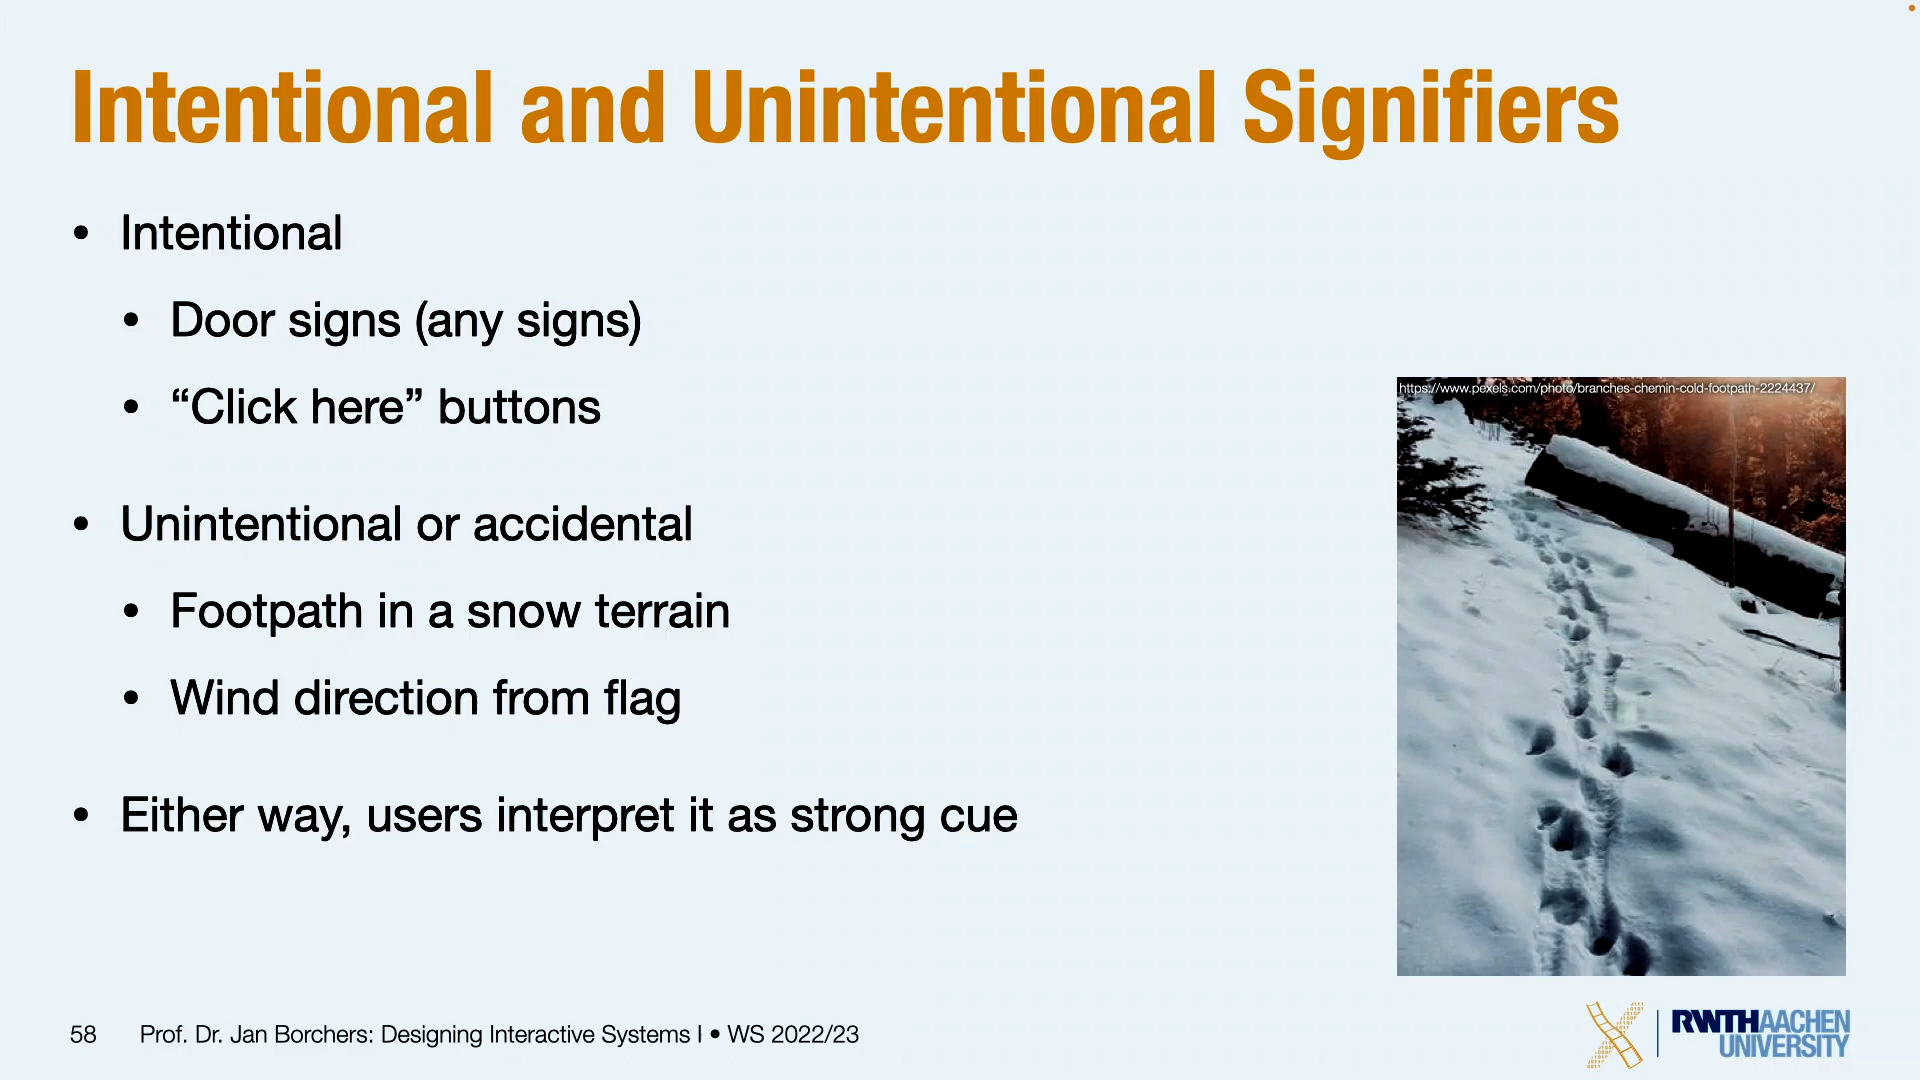 Intentional and Unintentional Signifiers
• Intentional
• Door signs (any signs)
• “Click here” buttons
• Unintentional or accidental
• Footpath in a snow terrain
• Wind direction from flag
• Either way, users interpret it as strong cue
https://www.pexels.com/photo/branches-chemin-cold-footpath-2224437/
58 Prof. Dr. Jan Borchers: Designing Interactive Systems I • WS 2022/23
RWTHAACHEN
UNIVERSITY